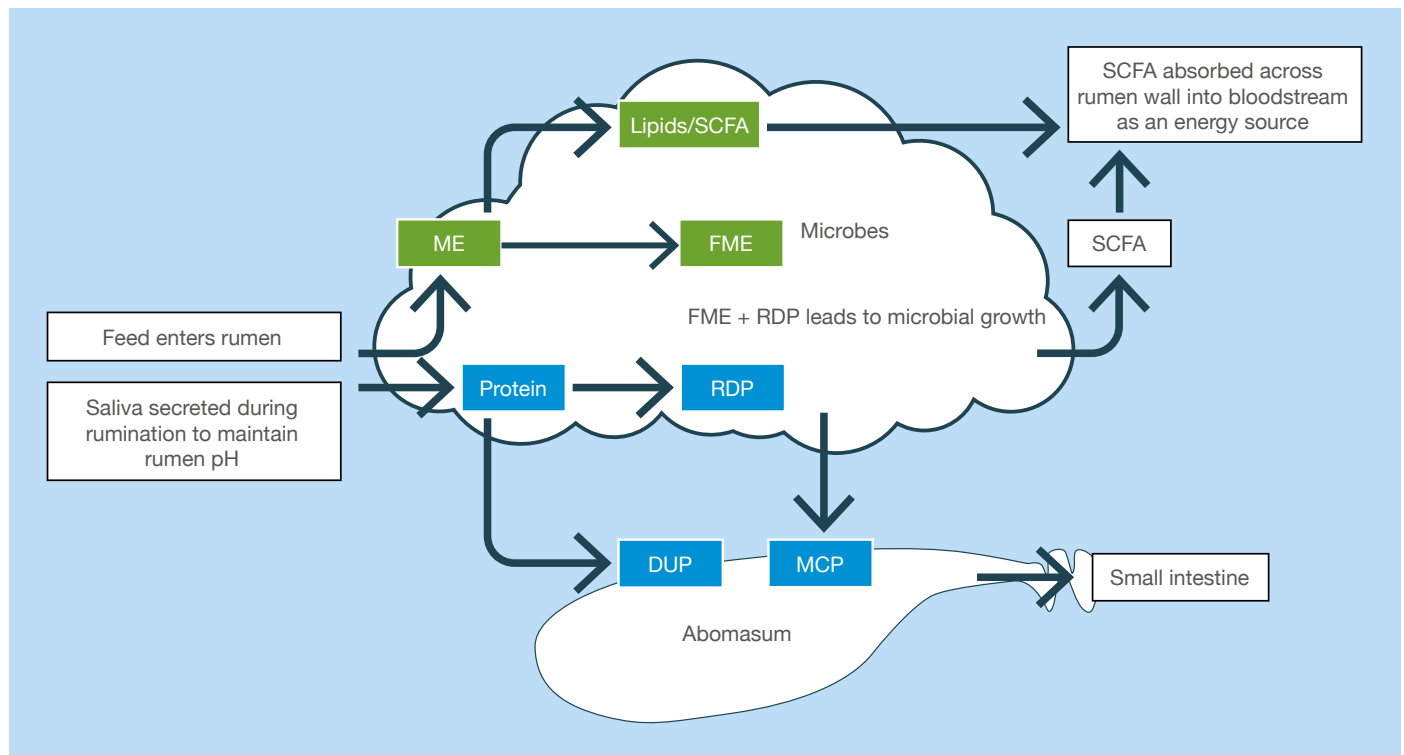 SCFA absorbed across
rumen wall into bloodstream
as an energy source
Lipids/SCFA
ME
FME
Microbes
SCFA
FME + RDP leads to microbial growth
Feed enters rumen
Saliva secreted during
rumination to maintain
rumen pH
Protein
RDP
DUP
MCP
Small intestine
Abomasum